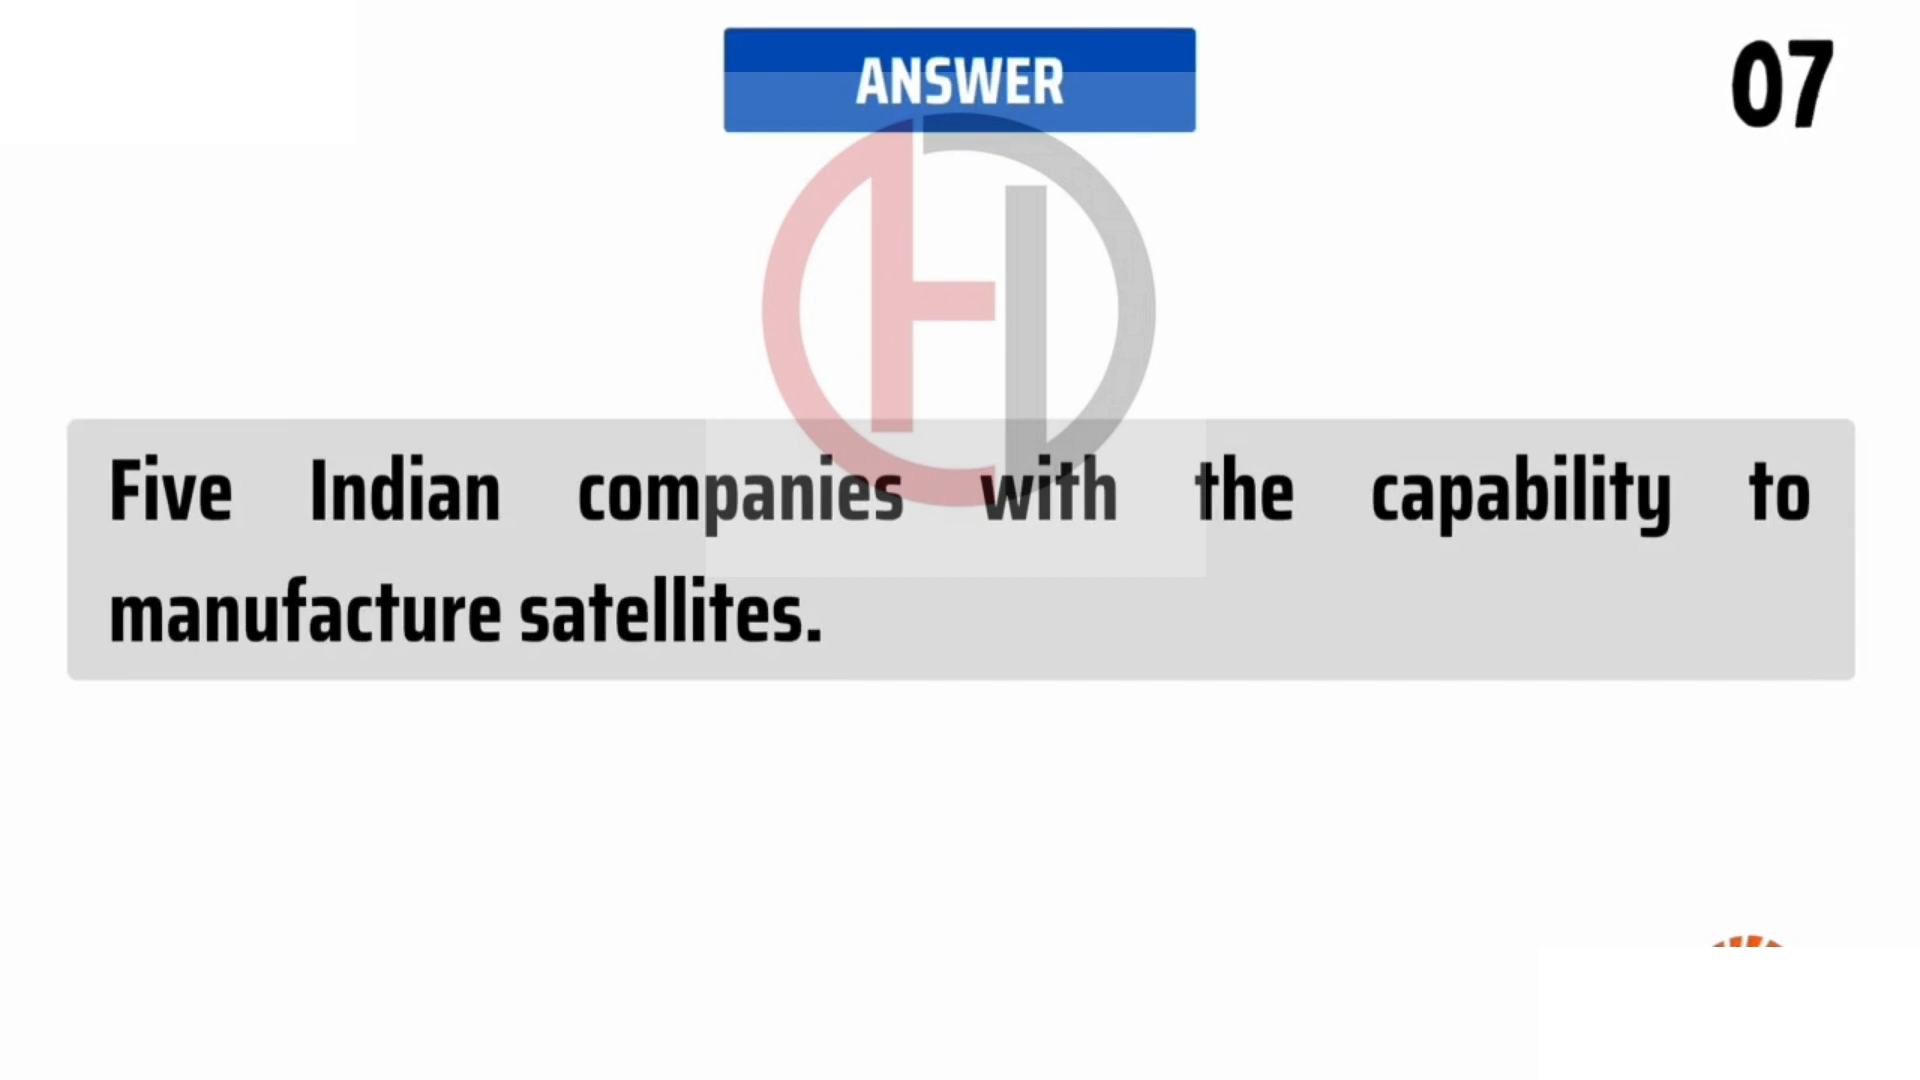 ANSWER
07
Five Indian companies with the capability to
manufacture satellites.